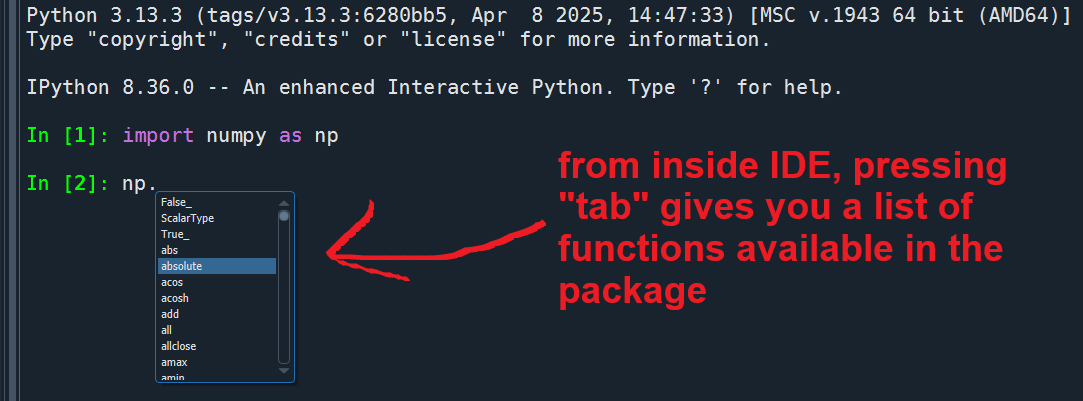 Python 3.13.3 (tags/v3.13.3:6280bb5, Apr  8 2025, 14:47:33) [MSC v.1943 64 bit (AMD64)]
Type "copyright", "credits" or "license" for more information.
IPython 8.36.0 -- An enhanced Interactive Python. Type '?' for help.
In [1]: import numpy as np
In [2]: np.
False_
ScalarType
True_
abs
absolute
acos
acosh
add
all
allclose
amax
amin
from inside IDE, pressing
"tab" gives you a list of
functions available in the
package